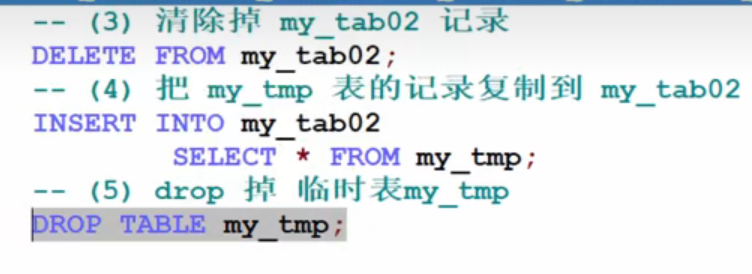 -- (3) 清除掉 my_tab02 记录
DELETE FROM my_tab02;
-- (4) 把 my_tmp 表的记录复制到 my_tab02
INSERT INTO my_tab02
SELECT * FROM my_tmp;
-- (5) drop 掉 临时表my_tmp
DROP TABLE my_tmp;